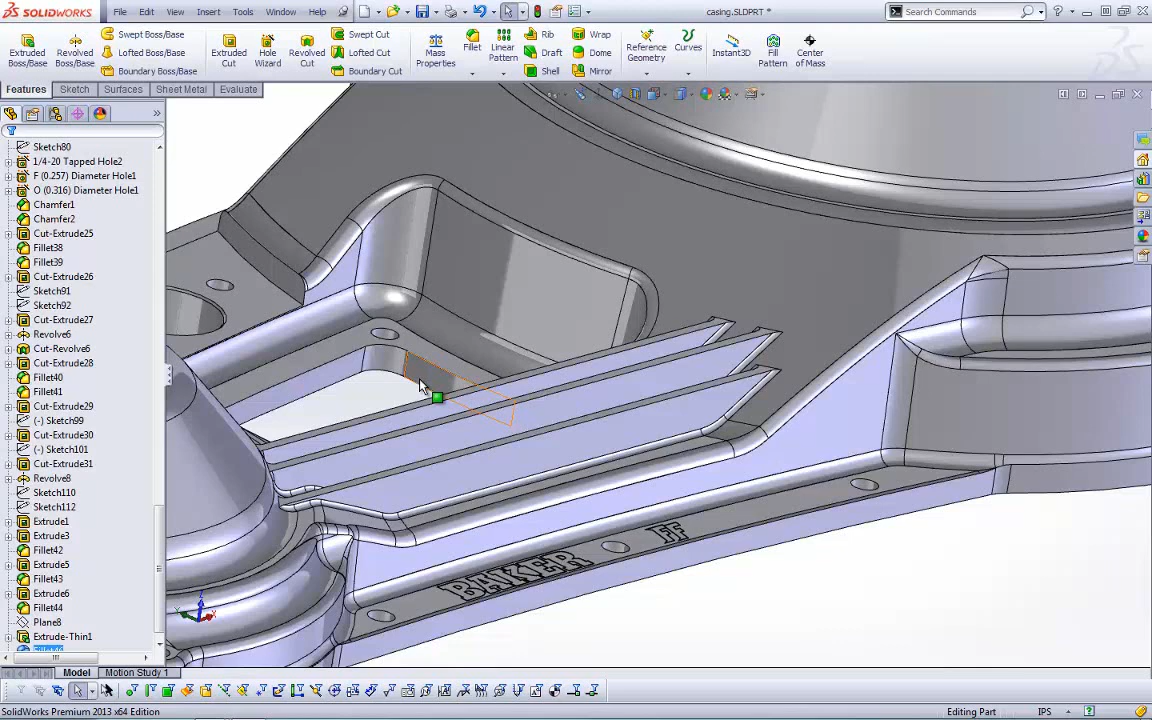 SOLIDWORKS File Edit View Insert Tools Window Help casing.SLDPRT * Search Commands
Extruded Boss/Base Revolved Boss/Base Swept Boss/Base Lofted Boss/Base Boundary Boss/Base Extruded Cut Hole Wizard Revolved Cut Swept Cut Lofted Cut Boundary Cut Mass Properties Fillet Linear Pattern Rib Draft Shell Wrap Dome Mirror Reference Geometry Curves Instant3D Fill Pattern Center of Mass
Features Sketch Surfaces Sheet Metal Evaluate
Sketch80
1/4-20 Tapped Hole2
F (0.257) Diameter Hole1
O (0.316) Diameter Hole1
Chamfer1
Chamfer2
Cut-Extrude25
Fillet38
Fillet39
Cut-Extrude26
Sketch91
Sketch92
Cut-Extrude27
Revolve6
Cut-Revolve6
Cut-Extrude28
Fillet40
Fillet41
Cut-Extrude29
(-) Sketch99
Cut-Extrude30
(-) Sketch101
Cut-Extrude31
Revolve8
Sketch110
Sketch112
Extrude1
Extrude3
Fillet42
Extrude5
Fillet43
Extrude6
Fillet44
Plane8
Extrude-Thin1
BAKER FF
Model Motion Study 1
SolidWorks Premium 2013 x64 Edition Editing Part IPS